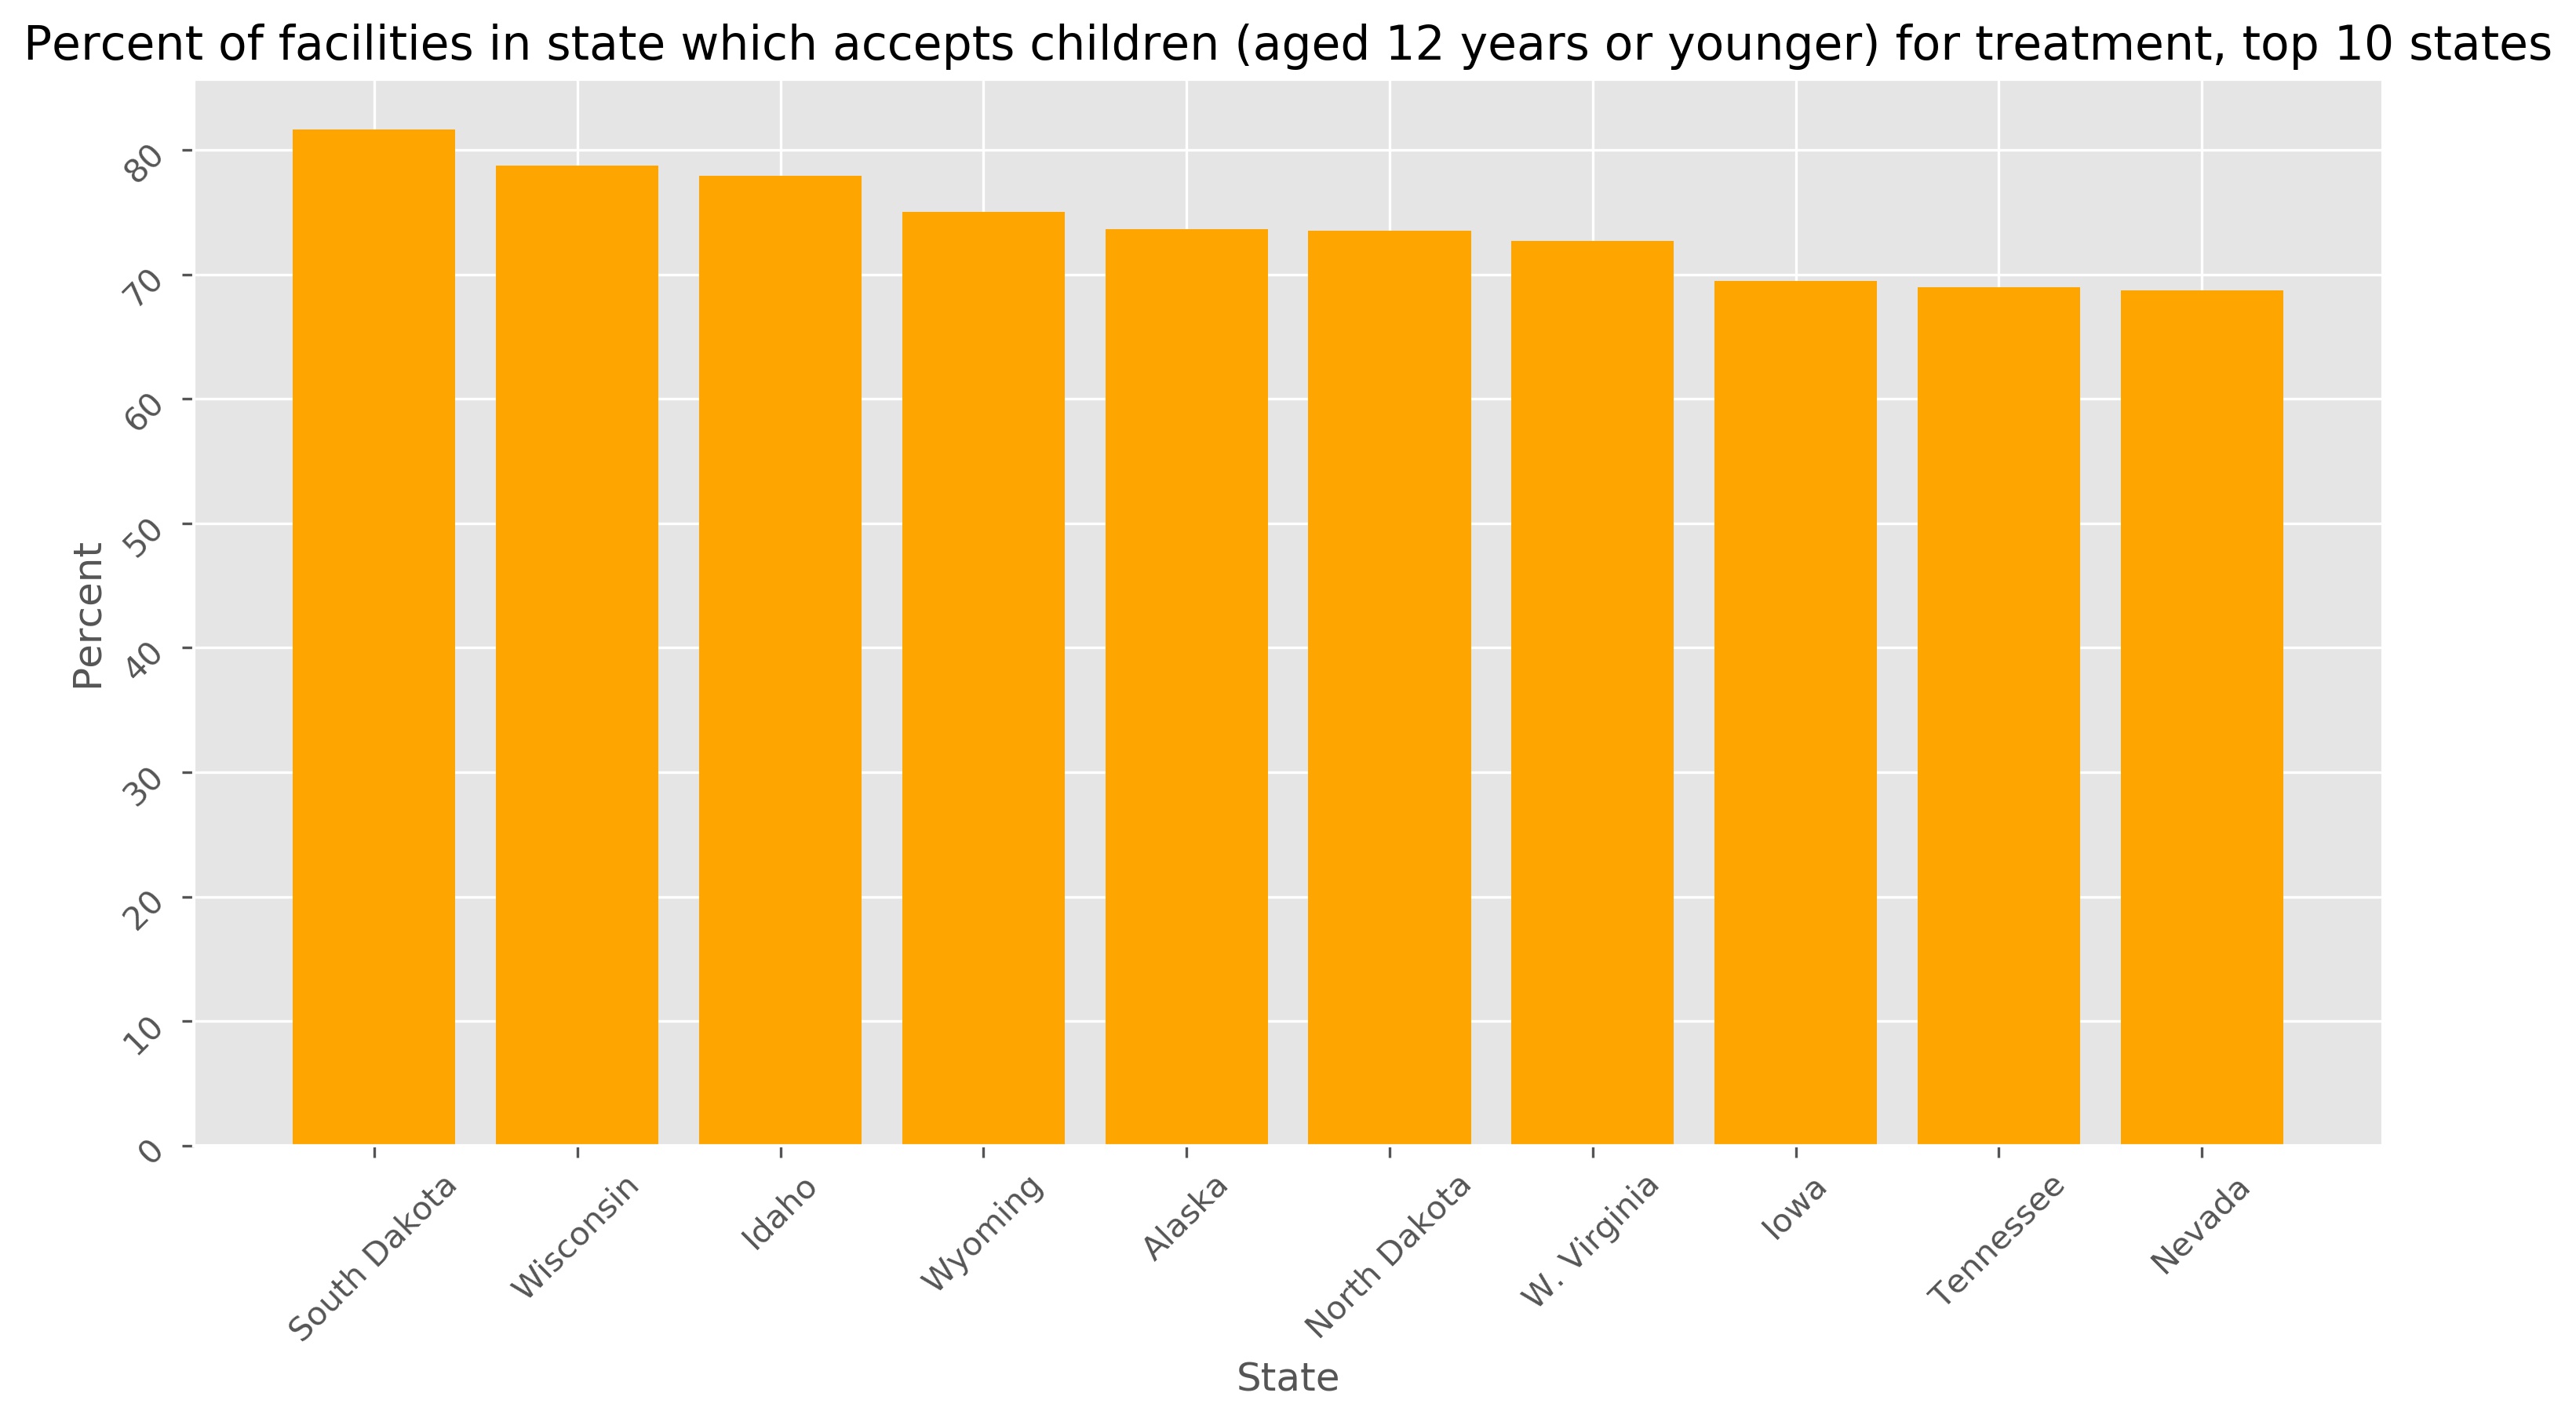 Percent of facilities in state which accepts children (aged 12 years or younger) for treatment, top 10 states
Percent
80
70
60
50
40
30
20
10
0
South Dakota
Wisconsin
Idaho
Wyoming
Alaska
North Dakota
W. Virginia
Iowa
Tennessee
Nevada
State